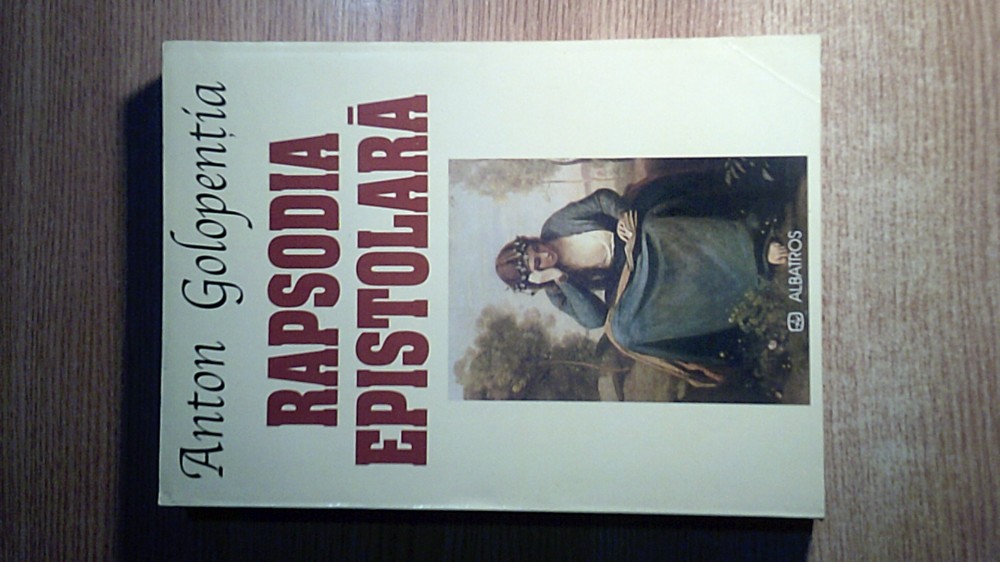 Anton Golopenția
RAPSODIA
EPISTOLARĂ
ALBATROS